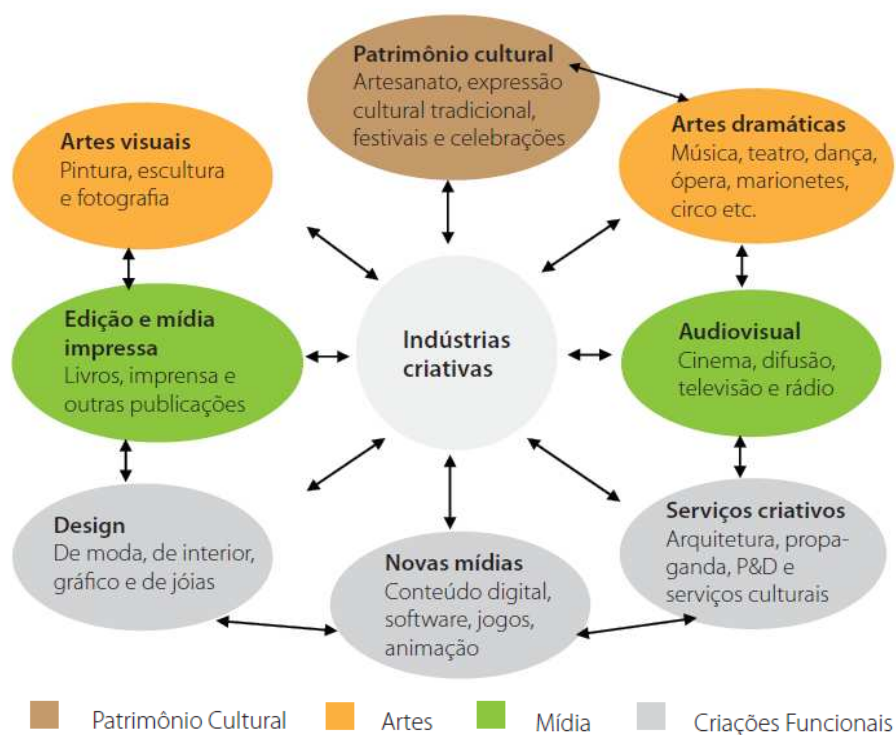 Patrimônio cultural
Artesanato, expressão
cultural tradicional,
festivais e celebrações
Artes visuais
Pintura, escultura
e fotografia
Artes dramáticas
Música, teatro, dança,
ópera, marionetes,
circo etc.
Edição e mídia
impressa
Livros, imprensa e
outras publicações
Indústrias
criativas
Audiovisual
Cinema, difusão,
televisão e rádio
Design
De moda, de interior,
gráfico e de jóias
Novas mídias
Conteúdo digital,
software, jogos,
animação
Serviços criativos
Arquitetura, propa-
ganda, P&D e
serviços culturais
Patrimônio Cultural
Artes
Mídia
Criações Funcionais